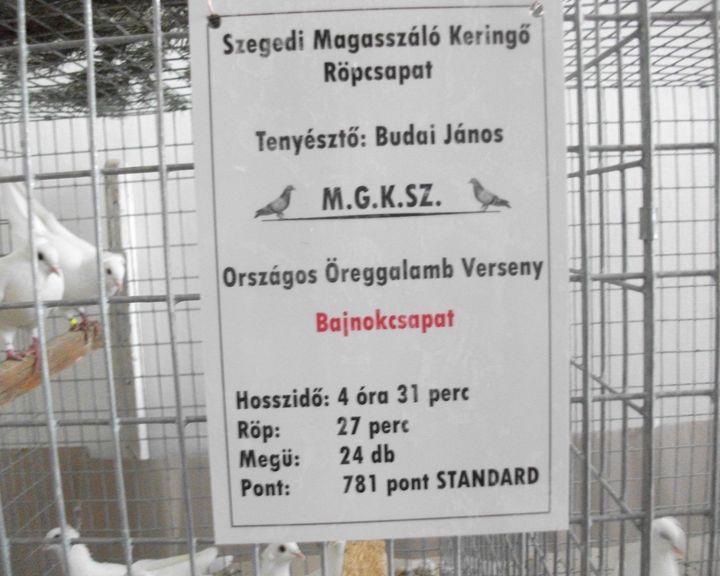 Szegedi Magasszáló Keringő
Röpcsapat
Tenyésztő: Budai János
M.G.K.SZ.
Országos Öreggalamb Verseny
Bajnokcsapat
Hosszidő: 4 óra 31 perc
Röp: 27 perc
Megü: 24 db
Pont: 781 pont STANDARD